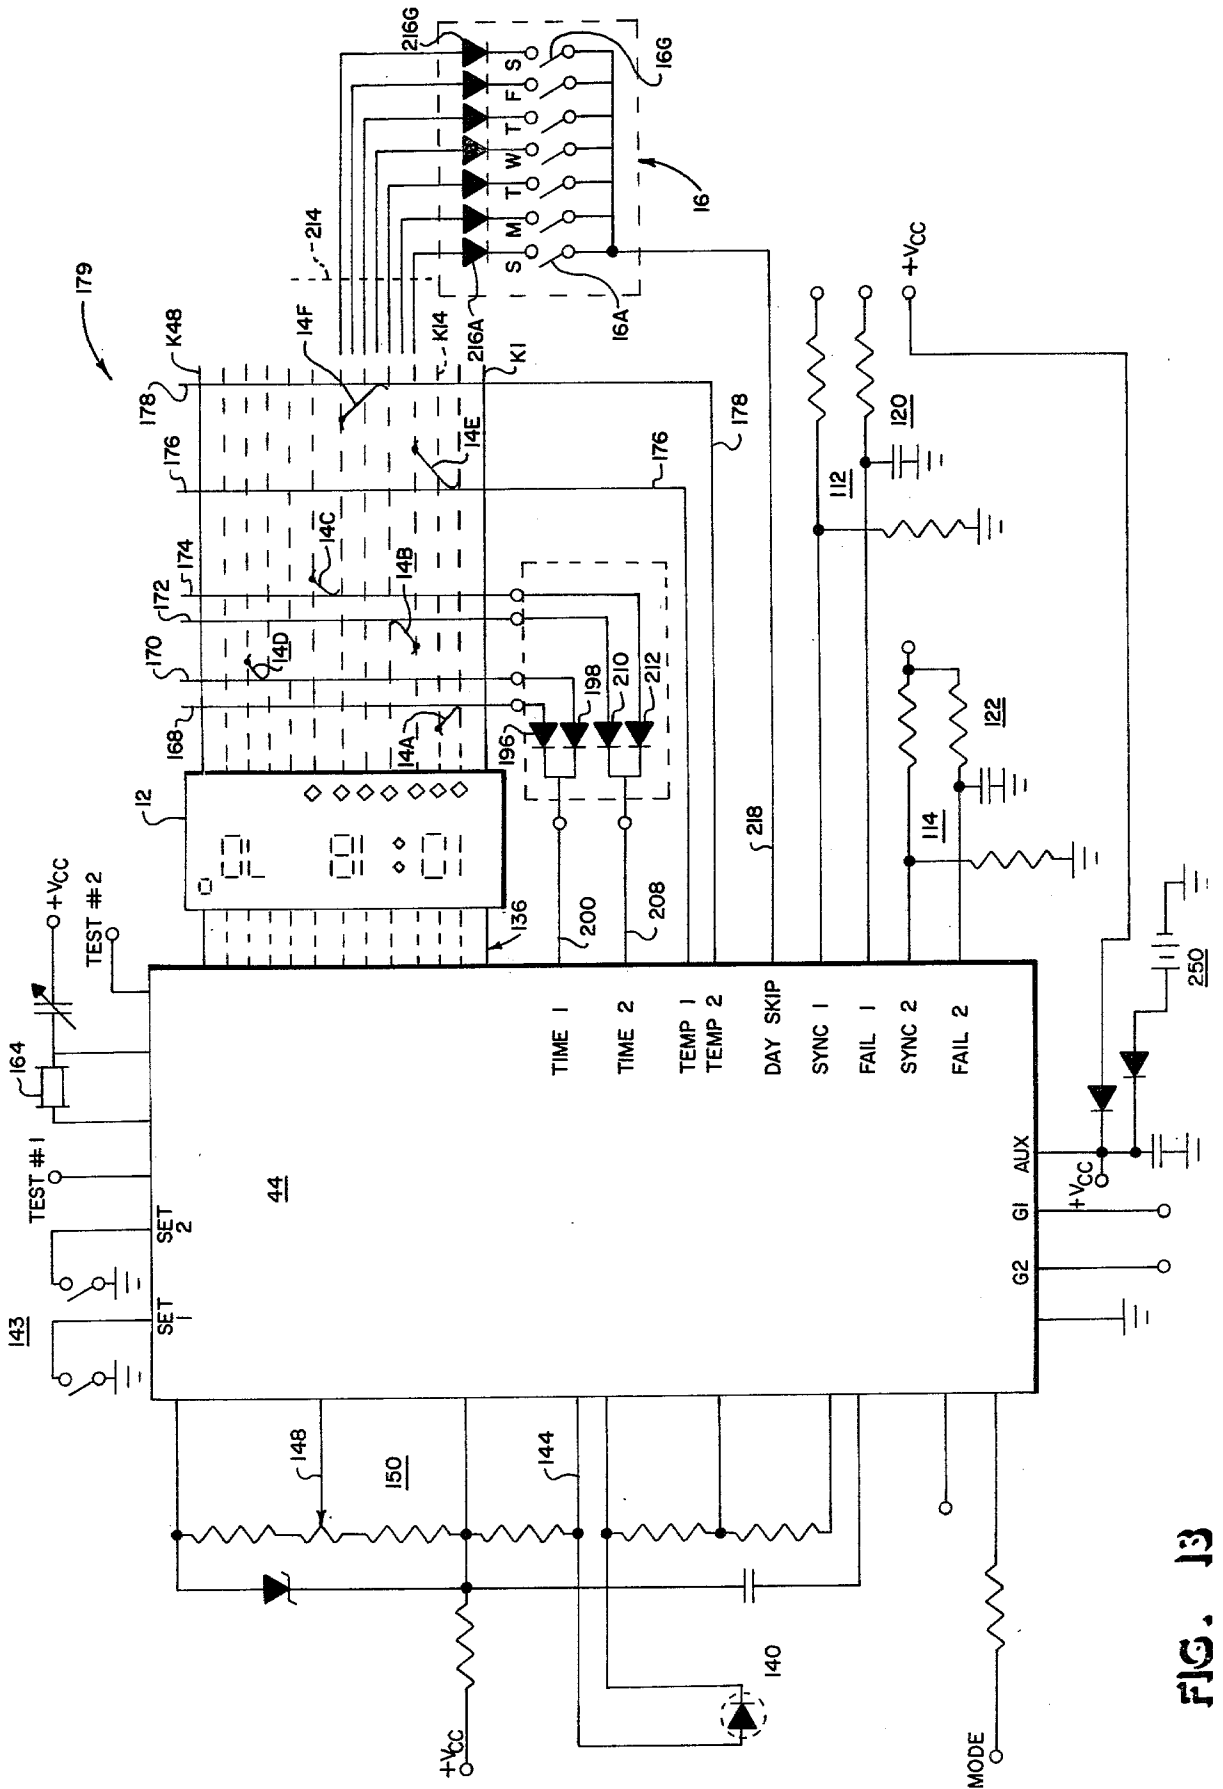 179
K48
178
176
174
172
170
168
12
14F
14E
14C
14B
14D
14A
K14
K1
214
216G
216A
S M T W T F S
16G
16A
16
136
196
198
210
212
200
208
176
178
218
+VCC
TEST #2
164
TEST #1
143
SET 1
SET 2
44
TIME 1
TIME 2
TEMP 1
TEMP 2
DAY SKIP
SYNC 1
FAIL 1
SYNC 2
FAIL 2
112
120
+VCC
114
122
250
AUX
+VCC
G1
G2
148
150
144
140
+VCC
MODE
FIG. 13